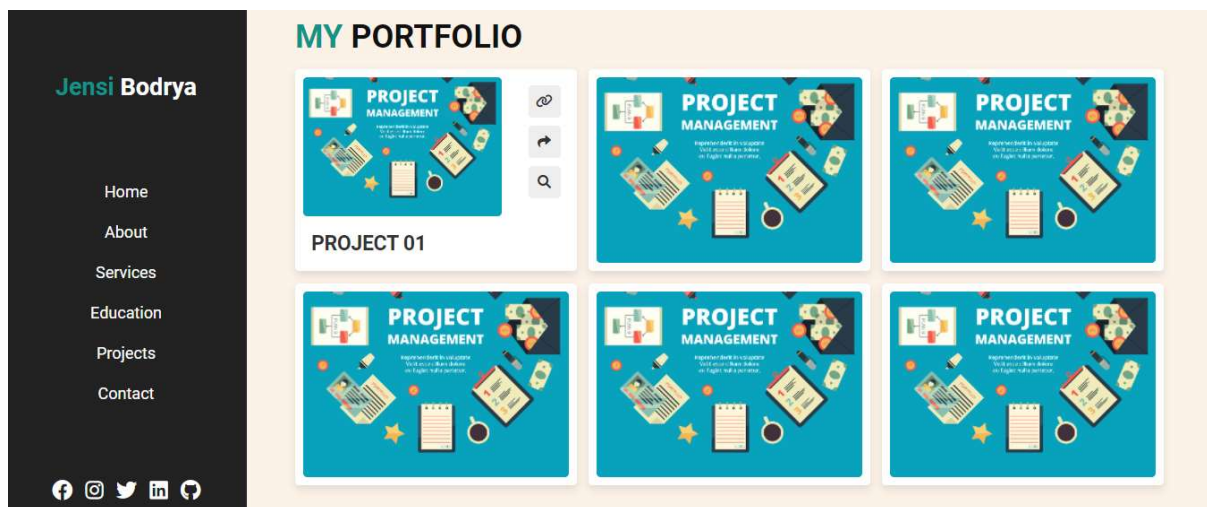 Jensi Bodrya
Home
About
Services
Education
Projects
Contact
MY PORTFOLIO
PROJECT
MANAGEMENT
PROJECT 01
PROJECT
MANAGEMENT
PROJECT
MANAGEMENT
PROJECT
MANAGEMENT
PROJECT
MANAGEMENT
PROJECT
MANAGEMENT